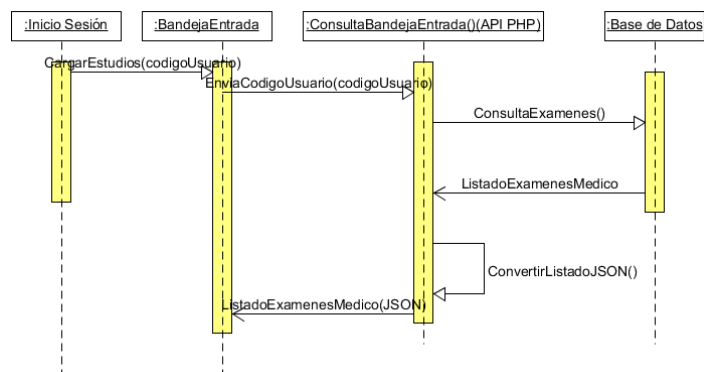 :Inicio Sesión
:BandejaEntrada
:ConsultaBandejaEntrada()(API PHP)
:Base de Datos
CargarEstudios(codigoUsuario)
EnviaCodigoUsuario(codigoUsuario)
ConsultaExamenes()
ListadoExamenesMedico
ConvertirListadoJSON()
ListadoExamenesMedico(JSON)